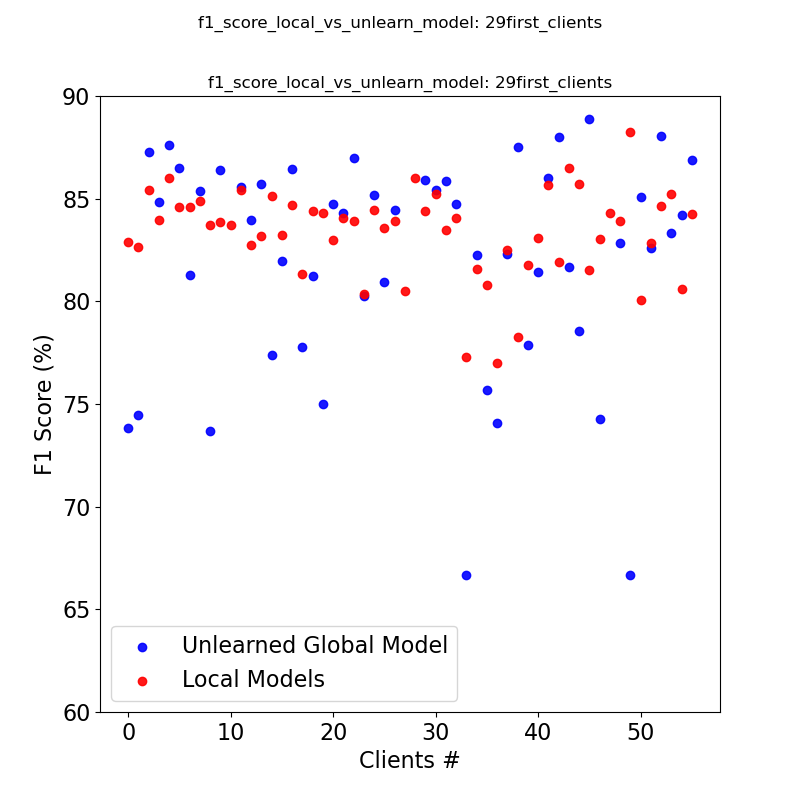 f1_score_local_vs_unlearn_model: 29first_clients
f1_score_local_vs_unlearn_model: 29first_clients
90
85
80
75
70
65
60
F1 Score (%)
Unlearned Global Model
Local Models
0 10 20 30 40 50
Clients #